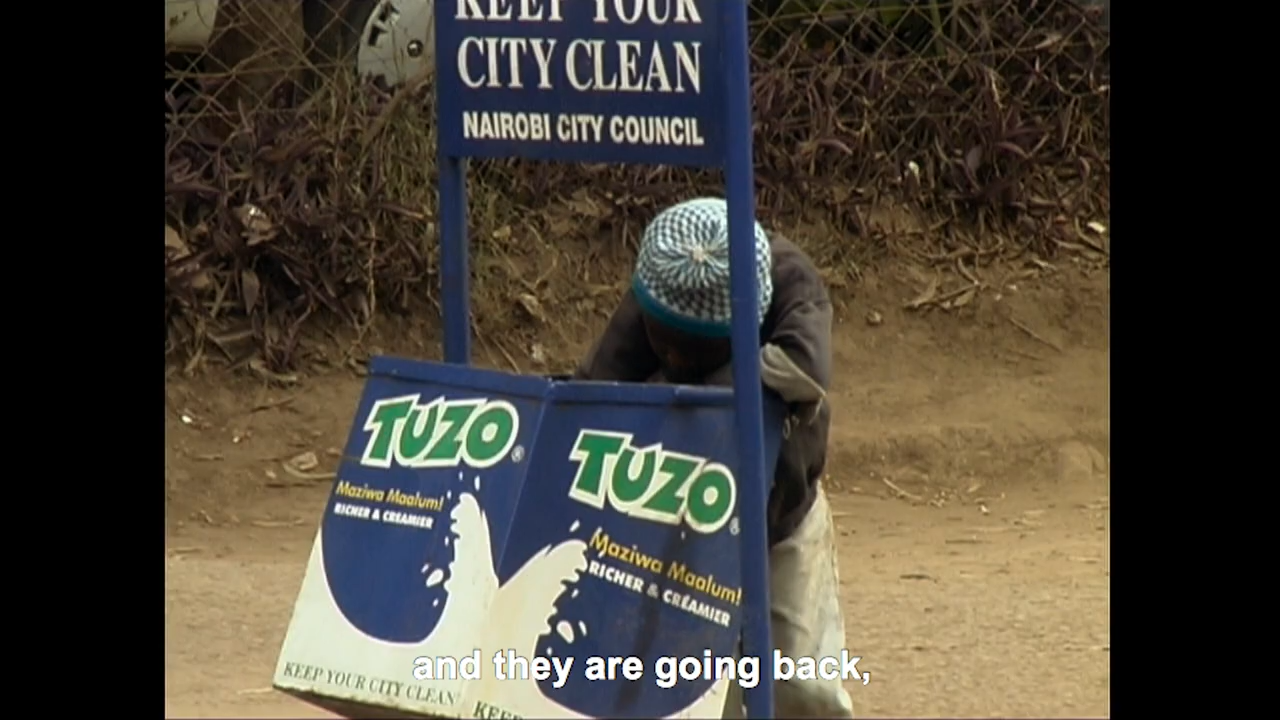 KEEP YOUR
CITY CLEAN
NAIROBI CITY COUNCIL
TUZO®
Maziwa Maalum!
RICHER & CREAMIER
KEEP YOUR CITY CLEAN
TUZO®
Maziwa Maalum!
RICHER & CREAMIER
KEEP
and they are going back,